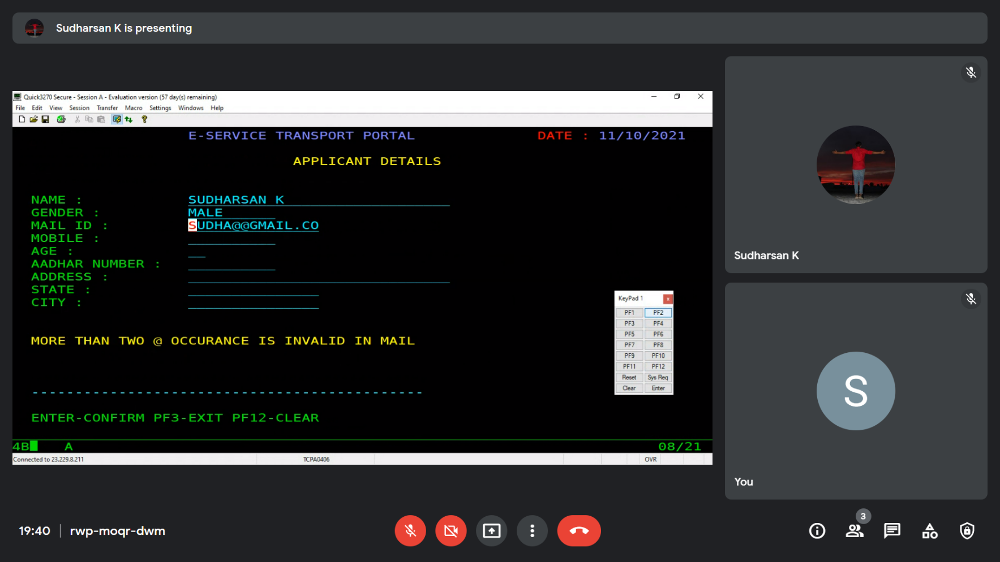 Sudharsan K is presenting
Quick3270 Secure - Session A - Evaluation version (57 day(s) remaining)
File Edit View Session Transfer Macro Settings Windows Help
E-SERVICE TRANSPORT PORTAL DATE : 11/10/2021
APPLICANT DETAILS
NAME : SUDHARSAN K
GENDER : MALE
MAIL ID : SUDHA@@GMAIL.CO
MOBILE :
AGE :
AADHAR NUMBER :
ADDRESS :
STATE :
CITY :
MORE THAN TWO @ OCCURANCE IS INVALID IN MAIL
---------------------------------------------
ENTER-CONFIRM PF3-EXIT PF12-CLEAR
4B A 08/21
Connected to 23.229.8.211 TCPA0406 OVR
KeyPad 1 x
PF1 PF2
PF3 PF4
PF5 PF6
PF7 PF8
PF9 PF10
PF11 PF12
Reset Sys Req
Clear Enter
Sudharsan K
S
You
19:40 | rwp-moqr-dwm
3